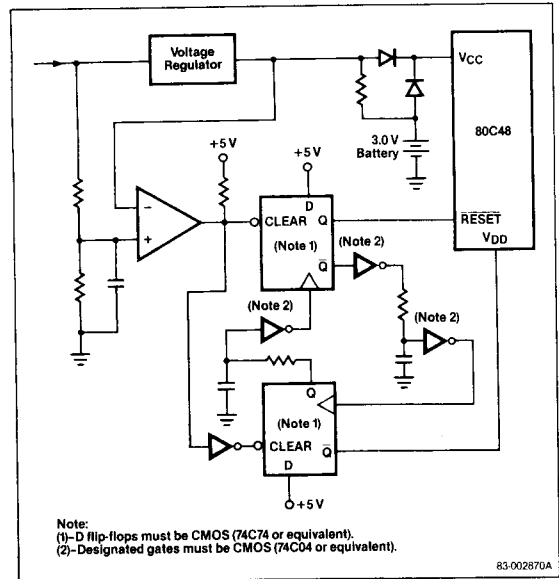 Voltage
Regulator
VCC
80C48
3.0 V
Battery
+5 V
+5 V
D
CLEAR
Q
(Note 1)
Q̅
R̅E̅S̅E̅T̅
VDD
−
+
(Note 2)
(Note 2)
(Note 2)
Q
(Note 1)
CLEAR
Q̅
D
+5 V
Note:
(1)–D flip-flops must be CMOS (74C74 or equivalent).
(2)–Designated gates must be CMOS (74C04 or equivalent).
83-002870A